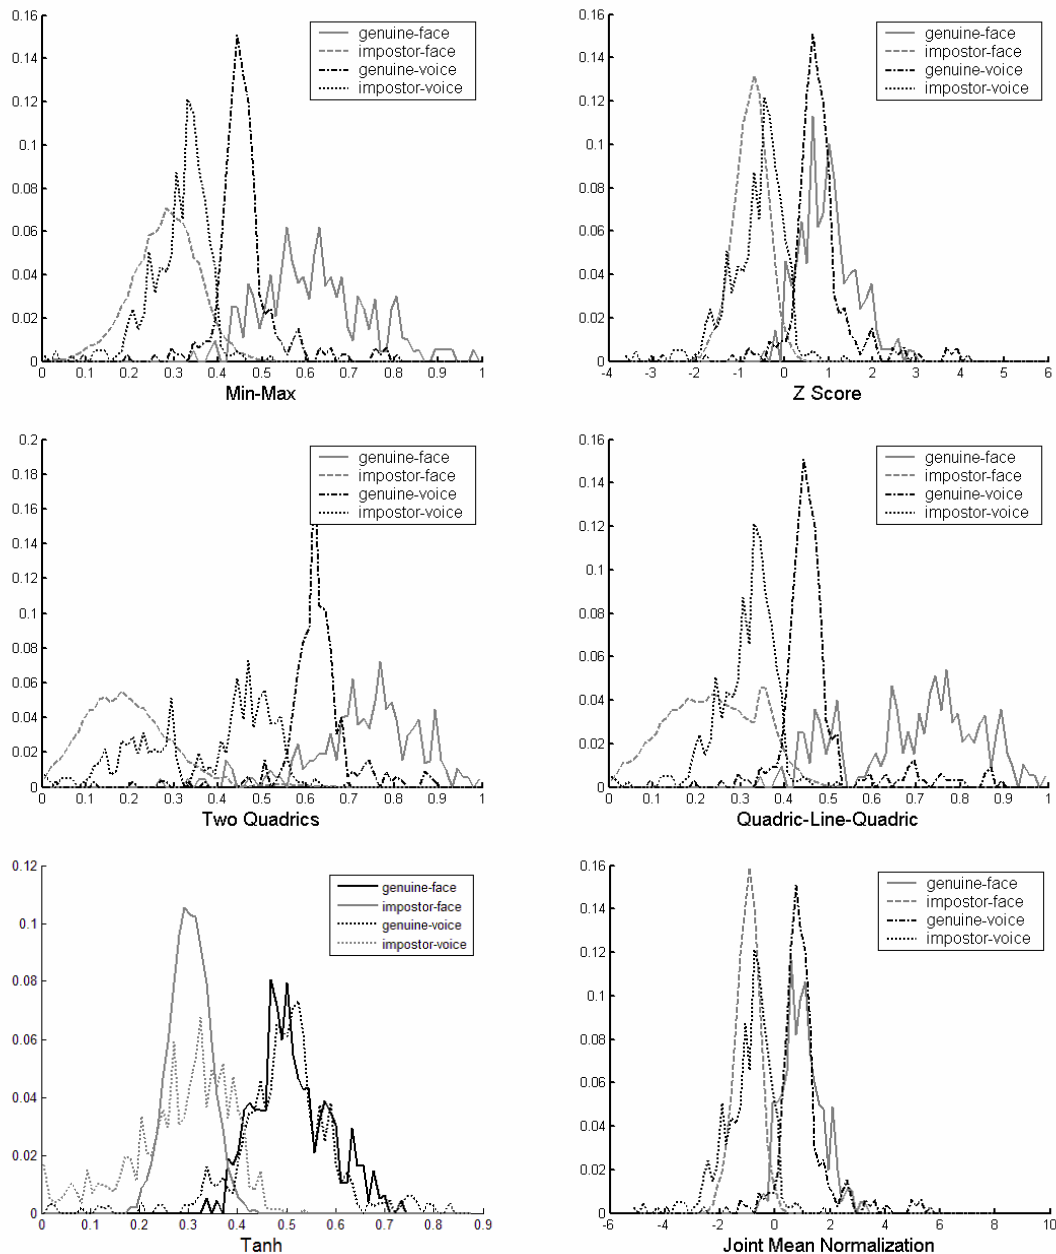 0.16
0.14
0.12
0.1
0.08
0.06
0.04
0.02
0
0 0.1 0.2 0.3 0.4 0.5 0.6 0.7 0.8 0.9 1
Min-Max
genuine-face
impostor-face
genuine-voice
impostor-voice
0.16
0.14
0.12
0.1
0.08
0.06
0.04
0.02
0
-4 -3 -2 -1 0 1 2 3 4 5 6
Z Score
genuine-face
impostor-face
genuine-voice
impostor-voice
0.2
0.18
0.16
0.14
0.12
0.1
0.08
0.06
0.04
0.02
0
0 0.1 0.2 0.3 0.4 0.5 0.6 0.7 0.8 0.9 1
Two Quadrics
genuine-face
impostor-face
genuine-voice
impostor-voice
0.16
0.14
0.12
0.1
0.08
0.06
0.04
0.02
0
0 0.1 0.2 0.3 0.4 0.5 0.6 0.7 0.8 0.9 1
Quadric-Line-Quadric
genuine-face
impostor-face
genuine-voice
impostor-voice
0.12
0.1
0.08
0.06
0.04
0.02
0
0 0.1 0.2 0.3 0.4 0.5 0.6 0.7 0.8 0.9
Tanh
genuine-face
impostor-face
genuine-voice
impostor-voice
0.16
0.14
0.12
0.1
0.08
0.06
0.04
0.02
0
-6 -4 -2 0 2 4 6 8 10
Joint Mean Normalization
genuine-face
impostor-face
genuine-voice
impostor-voice